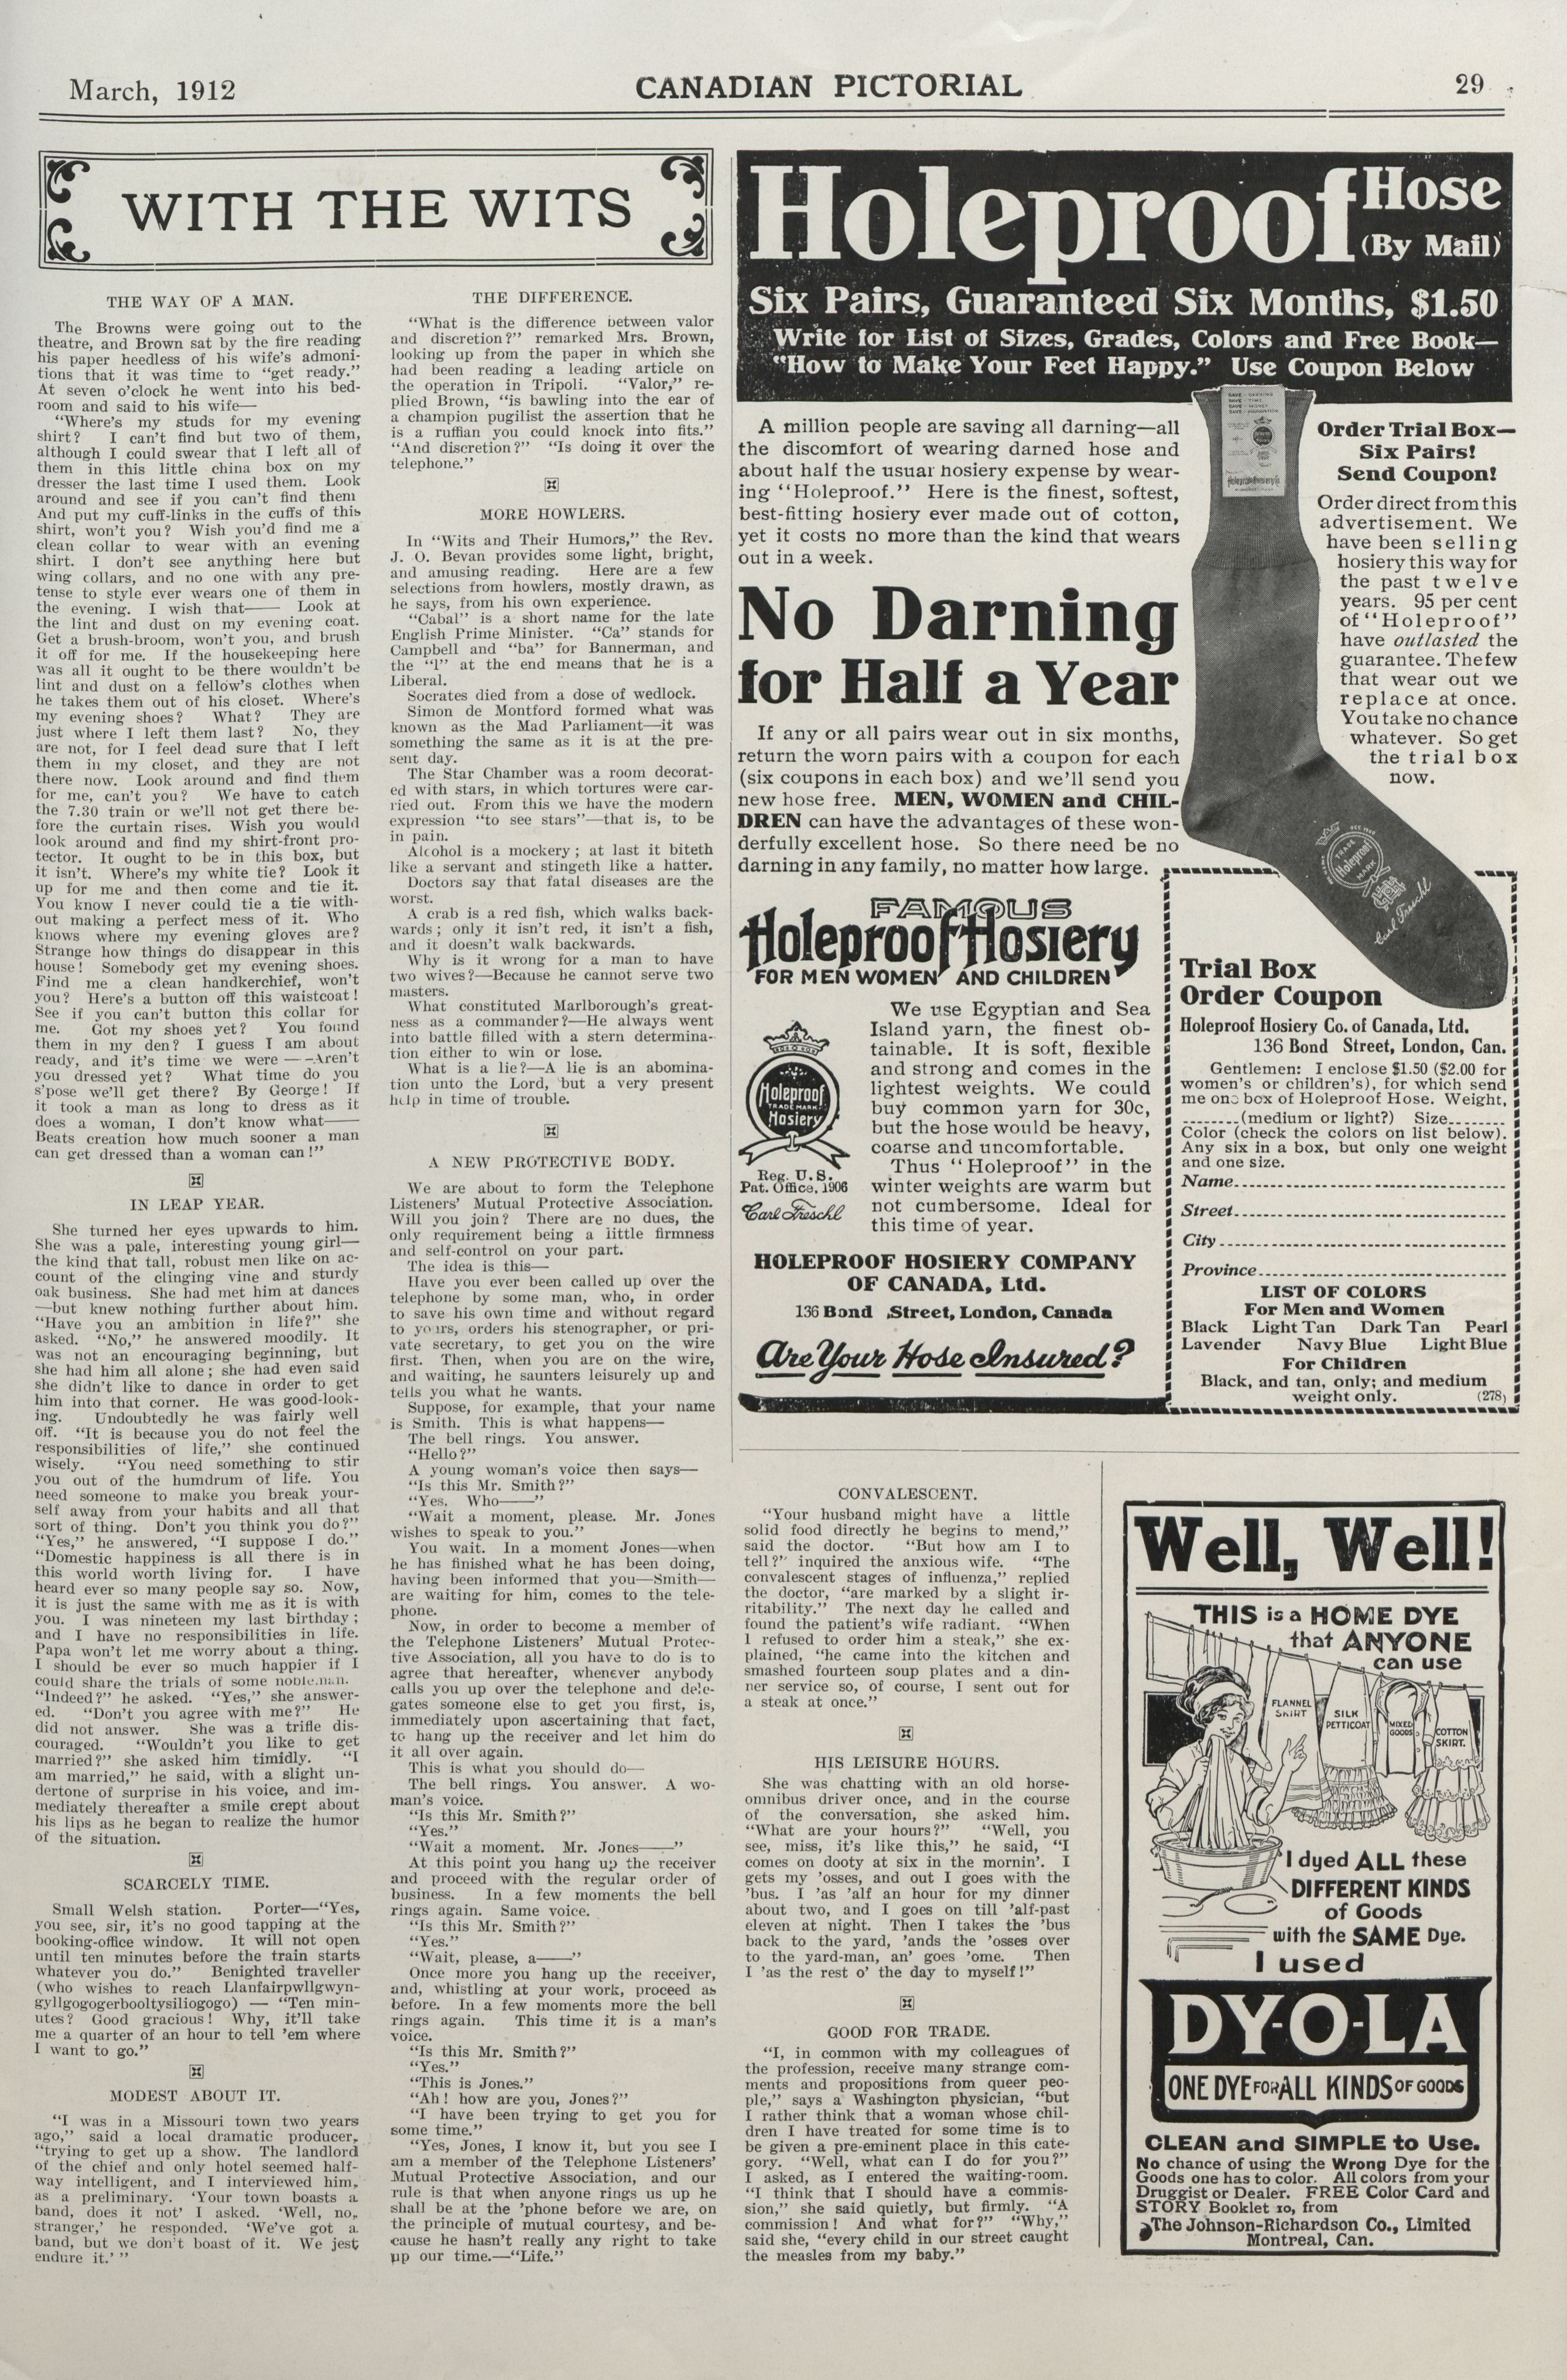 March, 1912
CANADIAN PICTORIAL
29
WITH THE WITS
THE WAY OF A MAN.
The Browns were going out to the
theatre, and Brown sat by the fire reading
his paper heedless of his wife's admoni-
tions that it was time to "get ready."
At seven o'clock he went into his bed-
room and said to his wife—
"Where's my studs for my evening
shirt? I can't find but two of them,
although I could swear that I left all of
them in this little china box on my
dresser the last time I used them. Look
around and see if you can't find them
And put my cuff-links in the cuffs of this
shirt, won't you? Wish you'd find me a
clean collar to wear with an evening
shirt. I don't see anything here but
wing collars, and no one with any pre-
tense to style ever wears one of them in
the evening. I wish that—— Look at
the lint and dust on my evening coat.
Get a brush-broom, won't you, and brush
it off for me. If the housekeeping here
was all it ought to be there wouldn't be
lint and dust on a fellow's clothes when
he takes them out of his closet. Where's
my evening shoes? What? They are
just where I left them last? No, they
are not, for I feel dead sure that I left
them in my closet, and they are not
there now. Look around and find them
for me, can't you? We have to catch
the 7.30 train or we'll not get there be-
fore the curtain rises. Wish you would
look around and find my shirt-front pro-
tector. It ought to be in this box, but
it isn't. Where's my white tie? Look it
up for me and then come and tie it.
You know I never could tie a tie with-
out making a perfect mess of it. Who
knows where my evening gloves are?
Strange how things do disappear in this
house! Somebody get my evening shoes.
Find me a clean handkerchief, won't
you? Here's a button off this waistcoat!
See if you can't button this collar for
me. Got my shoes yet? You found
them in my den? I guess I am about
ready, and it's time we were — —Aren't
you dressed yet? What time do you
s'pose we'll get there? By George! If
it took a man as long to dress as it
does a woman, I don't know what——
Beats creation how much sooner a man
can get dressed than a woman can!"
IN LEAP YEAR.
She turned her eyes upwards to him.
She was a pale, interesting young girl—
the kind that tall, robust men like on ac-
count of the clinging vine and sturdy
oak business. She had met him at dances
—but knew nothing further about him.
"Have you an ambition in life?" she
asked. "No," he answered moodily. It
was not an encouraging beginning, but
she had him all alone; she had even said
she didn't like to dance in order to get
him into that corner. He was good-look-
ing. Undoubtedly he was fairly well
off. "It is because you do not feel the
responsibilities of life," she continued
wisely. "You need something to stir
you out of the humdrum of life. You
need someone to make you break your-
self away from your habits and all that
sort of thing. Don't you think you do?"
"Yes," he answered, "I suppose I do."
"Domestic happiness is all there is in
this world worth living for. I have
heard ever so many people say so. Now,
it is just the same with me as it is with
you. I was nineteen my last birthday;
and I have no responsibilities in life.
Papa won't let me worry about a thing.
I should be ever so much happier if I
could share the trials of some nobleman.
"Indeed?" he asked. "Yes," she answer-
ed. "Don't you agree with me?" He
did not answer. She was a trifle dis-
couraged. "Wouldn't you like to get
married?" she asked him timidly. "I
am married," he said, with a slight un-
dertone of surprise in his voice, and im-
mediately thereafter a smile crept about
his lips as he began to realize the humor
of the situation.
SCARCELY TIME.
Small Welsh station. Porter—"Yes,
you see, sir, it's no good tapping at the
booking-office window. It will not open
until ten minutes before the train starts
whatever you do." Benighted traveller
(who wishes to reach Llanfairpwllgwyn-
gyllgogogerbooltysiliogogo) — "Ten min-
utes? Good gracious! Why, it'll take
me a quarter of an hour to tell 'em where
I want to go."
MODEST ABOUT IT.
"I was in a Missouri town two years
ago," said a local dramatic producer,
"trying to get up a show. The landlord
of the chief and only hotel seemed half-
way intelligent, and I interviewed him,
as a preliminary. 'Your town boasts a
band, does it not' I asked. 'Well, no,
stranger,' he responded. 'We've got a
band, but we don't boast of it. We jest
endure it.' "
THE DIFFERENCE.
"What is the difference between valor
and discretion?" remarked Mrs. Brown,
looking up from the paper in which she
had been reading a leading article on
the operation in Tripoli. "Valor," re-
plied Brown, "is bawling into the ear of
a champion pugilist the assertion that he
is a ruffian you could knock into fits."
"And discretion?" "Is doing it over the
telephone."
MORE HOWLERS.
In "Wits and Their Humors," the Rev.
J. O. Bevan provides some light, bright,
and amusing reading. Here are a few
selections from howlers, mostly drawn, as
he says, from his own experience.
"Cabal" is a short name for the late
English Prime Minister. "Ca" stands for
Campbell and "ba" for Bannerman, and
the "l" at the end means that he is a
Liberal.
Socrates died from a dose of wedlock.
Simon de Montford formed what was
known as the Mad Parliament—it was
something the same as it is at the pre-
sent day.
The Star Chamber was a room decorat-
ed with stars, in which tortures were car-
ried out. From this we have the modern
expression "to see stars"—that is, to be
in pain.
Alcohol is a mockery; at last it biteth
like a servant and stingeth like a hatter.
Doctors say that fatal diseases are the
worst.
A crab is a red fish, which walks back-
wards; only it isn't red, it isn't a fish,
and it doesn't walk backwards.
Why is it wrong for a man to have
two wives?—Because he cannot serve two
masters.
What constituted Marlborough's great-
ness as a commander?—He always went
into battle filled with a stern determina-
tion either to win or lose.
What is a lie?—A lie is an abomina-
tion unto the Lord, but a very present
help in time of trouble.
A NEW PROTECTIVE BODY.
We are about to form the Telephone
Listeners' Mutual Protective Association.
Will you join? There are no dues, the
only requirement being a little firmness
and self-control on your part.
The idea is this—
Have you ever been called up over the
telephone by some man, who, in order
to save his own time and without regard
to yours, orders his stenographer, or pri-
vate secretary, to get you on the wire
first. Then, when you are on the wire,
and waiting, he saunters leisurely up and
tells you what he wants.
Suppose, for example, that your name
is Smith. This is what happens—
The bell rings. You answer.
"Hello?"
A young woman's voice then says—
"Is this Mr. Smith?"
"Yes. Who——"
"Wait a moment, please. Mr. Jones
wishes to speak to you."
You wait. In a moment Jones—when
he has finished what he has been doing,
having been informed that you—Smith—
are waiting for him, comes to the tele-
phone.
Now, in order to become a member of
the Telephone Listeners' Mutual Protec-
tive Association, all you have to do is to
agree that hereafter, whenever anybody
calls you up over the telephone and dele-
gates someone else to get you first, is,
immediately upon ascertaining that fact,
to hang up the receiver and let him do
it all over again.
This is what you should do—
The bell rings. You answer. A wo-
man's voice.
"Is this Mr. Smith?"
"Yes."
"Wait a moment. Mr. Jones——"
At this point you hang up the receiver
and proceed with the regular order of
business. In a few moments the bell
rings again. Same voice.
"Is this Mr. Smith?"
"Yes."
"Wait, please, a——"
Once more you hang up the receiver,
and, whistling at your work, proceed as
before. In a few moments more the bell
rings again. This time it is a man's
voice.
"Is this Mr. Smith?"
"Yes."
"This is Jones."
"Ah! how are you, Jones?"
"I have been trying to get you for
some time."
"Yes, Jones, I know it, but you see I
am a member of the Telephone Listeners'
Mutual Protective Association, and our
rule is that when anyone rings us up he
shall be at the 'phone before we are, on
the principle of mutual courtesy, and be-
cause he hasn't really any right to take
up our time.—"Life."
Holeproof Hose
(By Mail)
Six Pairs, Guaranteed Six Months, $1.50
Write for List of Sizes, Grades, Colors and Free Book—
"How to Make Your Feet Happy." Use Coupon Below
A million people are saving all darning—all
the discomfort of wearing darned hose and
about half the usual hosiery expense by wear-
ing "Holeproof." Here is the finest, softest,
best-fitting hosiery ever made out of cotton,
yet it costs no more than the kind that wears
out in a week.
No Darning
for Half a Year
If any or all pairs wear out in six months,
return the worn pairs with a coupon for each
(six coupons in each box) and we'll send you
new hose free. MEN, WOMEN and CHIL-
DREN can have the advantages of these won-
derfully excellent hose. So there need be no
darning in any family, no matter how large.
Order Trial Box—
Six Pairs!
Send Coupon!
Order direct from this
advertisement. We
have been selling
hosiery this way for
the past twelve
years. 95 per cent
of "Holeproof"
have outlasted the
guarantee. The few
that wear out we
replace at once.
You take no chance
whatever. So get
the trial box
now.
TRADE
Holeproof
MARK
Carl Freschl
FAMOUS
Holeproof Hosiery
FOR MEN WOMEN AND CHILDREN
Holeproof
TRADE MARK
Hosiery
Reg. U. S.
Pat. Office, 1906
Carl Freschl
We use Egyptian and Sea
Island yarn, the finest ob-
tainable. It is soft, flexible
and strong and comes in the
lightest weights. We could
buy common yarn for 30c,
but the hose would be heavy,
coarse and uncomfortable.
Thus "Holeproof" in the
winter weights are warm but
not cumbersome. Ideal for
this time of year.
HOLEPROOF HOSIERY COMPANY
OF CANADA, Ltd.
136 Bond Street, London, Canada
Are Your Hose Insured?
Trial Box
Order Coupon
Holeproof Hosiery Co. of Canada, Ltd.
136 Bond Street, London, Can.
Gentlemen: I enclose $1.50 ($2.00 for
women's or children's), for which send
me one box of Holeproof Hose. Weight,
........(medium or light?) Size........
Color (check the colors on list below).
Any six in a box, but only one weight
and one size.
Name
Street
City
Province
LIST OF COLORS
For Men and Women
Black Light Tan Dark Tan Pearl
Lavender Navy Blue Light Blue
For Children
Black, and tan, only; and medium
weight only. (278)
CONVALESCENT.
"Your husband might have a little
solid food directly he begins to mend,"
said the doctor. "But how am I to
tell?" inquired the anxious wife. "The
convalescent stages of influenza," replied
the doctor, "are marked by a slight ir-
ritability." The next day he called and
found the patient's wife radiant. "When
I refused to order him a steak," she ex-
plained, "he came into the kitchen and
smashed fourteen soup plates and a din-
ner service so, of course, I sent out for
a steak at once."
HIS LEISURE HOURS.
She was chatting with an old horse-
omnibus driver once, and in the course
of the conversation, she asked him.
"What are your hours?" "Well, you
see, miss, it's like this," he said, "I
comes on dooty at six in the mornin'. I
gets my 'osses, and out I goes with the
'bus. I 'as 'alf an hour for my dinner
about two, and I goes on till 'alf-past
eleven at night. Then I takes the 'bus
back to the yard, 'ands the 'osses over
to the yard-man, an' goes 'ome. Then
I 'as the rest o' the day to myself!"
GOOD FOR TRADE.
"I, in common with my colleagues of
the profession, receive many strange com-
ments and propositions from queer peo-
ple," says a Washington physician, "but
I rather think that a woman whose chil-
dren I have treated for some time is to
be given a pre-eminent place in this cate-
gory. "Well, what can I do for you?"
I asked, as I entered the waiting-room.
"I think that I should have a commis-
sion," she said quietly, but firmly. "A
commission! And what for?" "Why,"
said she, "every child in our street caught
the measles from my baby."
Well, Well!
THIS is a HOME DYE
that ANYONE
can use
FLANNEL
SKIRT
SILK
PETTICOAT
MIXED
GOODS
COTTON
SKIRT.
I dyed ALL these
DIFFERENT KINDS
of Goods
with the SAME Dye.
I used
DY-O-LA
ONE DYE FOR ALL KINDS OF GOODS
CLEAN and SIMPLE to Use.
No chance of using the Wrong Dye for the
Goods one has to color. All colors from your
Druggist or Dealer. FREE Color Card and
STORY Booklet 10, from
The Johnson-Richardson Co., Limited
Montreal, Can.